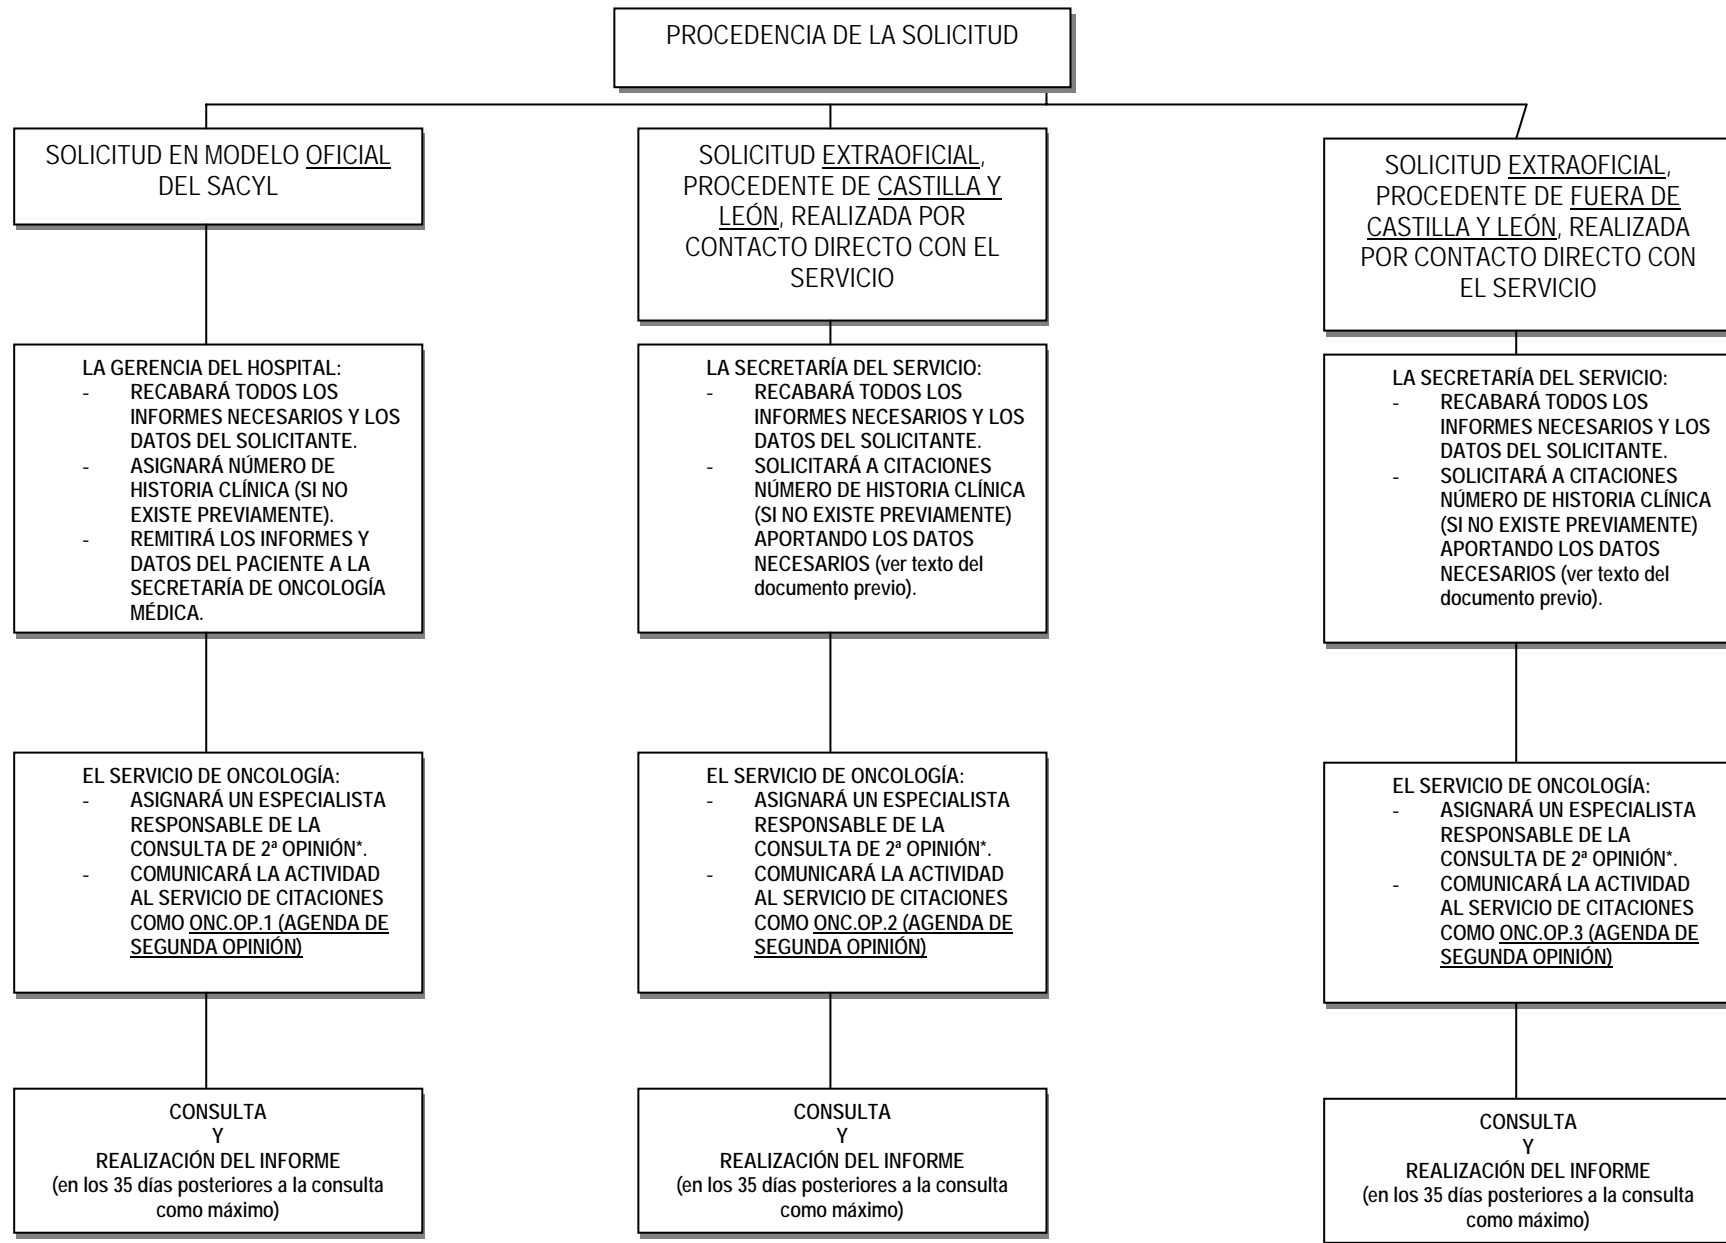 PROCEDENCIA DE LA SOLICITUD
SOLICITUD EN MODELO OFICIAL
DEL SACYL
SOLICITUD EXTRAOFICIAL,
PROCEDENTE DE CASTILLA Y
LEÓN, REALIZADA POR
CONTACTO DIRECTO CON EL
SERVICIO
SOLICITUD EXTRAOFICIAL,
PROCEDENTE DE FUERA DE
CASTILLA Y LEÓN, REALIZADA
POR CONTACTO DIRECTO CON
EL SERVICIO
LA GERENCIA DEL HOSPITAL:
- RECABARÁ TODOS LOS
INFORMES NECESARIOS Y LOS
DATOS DEL SOLICITANTE.
- ASIGNARÁ NÚMERO DE
HISTORIA CLÍNICA (SI NO
EXISTE PREVIAMENTE).
- REMITIRÁ LOS INFORMES Y
DATOS DEL PACIENTE A LA
SECRETARÍA DE ONCOLOGÍA
MÉDICA.
LA SECRETARÍA DEL SERVICIO:
- RECABARÁ TODOS LOS
INFORMES NECESARIOS Y LOS
DATOS DEL SOLICITANTE.
- SOLICITARÁ A CITACIONES
NÚMERO DE HISTORIA CLÍNICA
(SI NO EXISTE PREVIAMENTE)
APORTANDO LOS DATOS
NECESARIOS (ver texto del
documento previo).
LA SECRETARÍA DEL SERVICIO:
- RECABARÁ TODOS LOS
INFORMES NECESARIOS Y LOS
DATOS DEL SOLICITANTE.
- SOLICITARÁ A CITACIONES
NÚMERO DE HISTORIA CLÍNICA
(SI NO EXISTE PREVIAMENTE)
APORTANDO LOS DATOS
NECESARIOS (ver texto del
documento previo).
EL SERVICIO DE ONCOLOGÍA:
- ASIGNARÁ UN ESPECIALISTA
RESPONSABLE DE LA
CONSULTA DE 2ª OPINIÓN*.
- COMUNICARÁ LA ACTIVIDAD
AL SERVICIO DE CITACIONES
COMO ONC.OP.1 (AGENDA DE
SEGUNDA OPINIÓN)
EL SERVICIO DE ONCOLOGÍA:
- ASIGNARÁ UN ESPECIALISTA
RESPONSABLE DE LA
CONSULTA DE 2ª OPINIÓN*.
- COMUNICARÁ LA ACTIVIDAD
AL SERVICIO DE CITACIONES
COMO ONC.OP.2 (AGENDA DE
SEGUNDA OPINIÓN)
EL SERVICIO DE ONCOLOGÍA:
- ASIGNARÁ UN ESPECIALISTA
RESPONSABLE DE LA
CONSULTA DE 2ª OPINIÓN*.
- COMUNICARÁ LA ACTIVIDAD
AL SERVICIO DE CITACIONES
COMO ONC.OP.3 (AGENDA DE
SEGUNDA OPINIÓN)
CONSULTA
Y
REALIZACIÓN DEL INFORME
(en los 35 días posteriores a la consulta
como máximo)
CONSULTA
Y
REALIZACIÓN DEL INFORME
(en los 35 días posteriores a la consulta
como máximo)
CONSULTA
Y
REALIZACIÓN DEL INFORME
(en los 35 días posteriores a la consulta
como máximo)